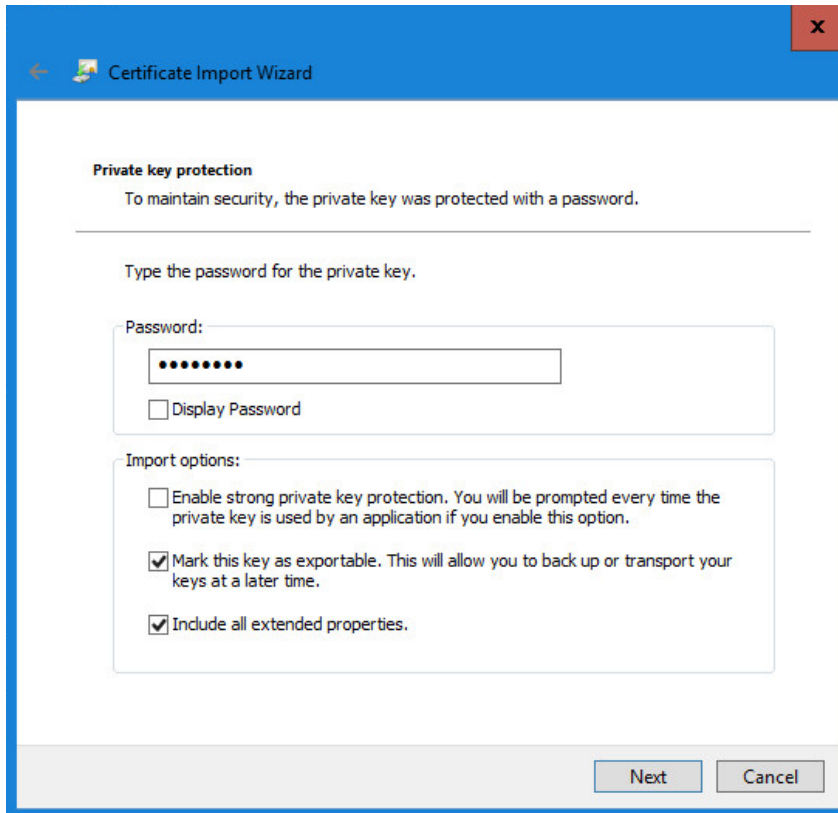 x
Certificate Import Wizard
Private key protection
To maintain security, the private key was protected with a password.
Type the password for the private key.
Password:
••••••••
Display Password
Import options:
Enable strong private key protection. You will be prompted every time the
private key is used by an application if you enable this option.
Mark this key as exportable. This will allow you to back up or transport your
keys at a later time.
Include all extended properties.
Next
Cancel